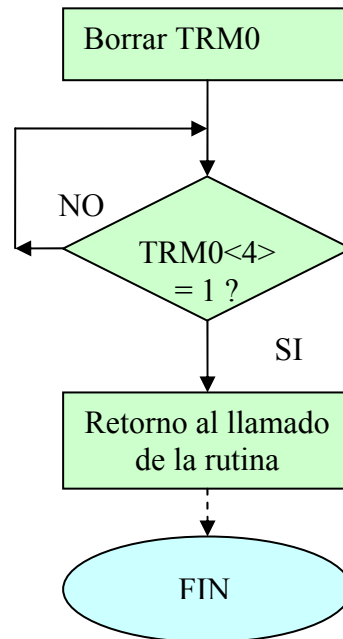 Borrar TRM0
NO
TRM0<4>
= 1 ?
SI
Retorno al llamado
de la rutina
FIN